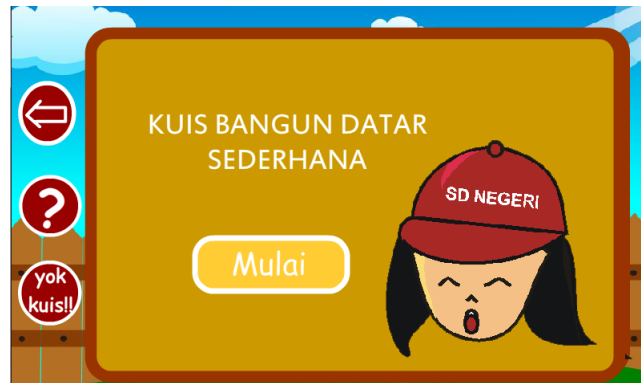 KUIS BANGUN DATAR
SEDERHANA
SD NEGERI
Mulai
?
yok
kuis!!